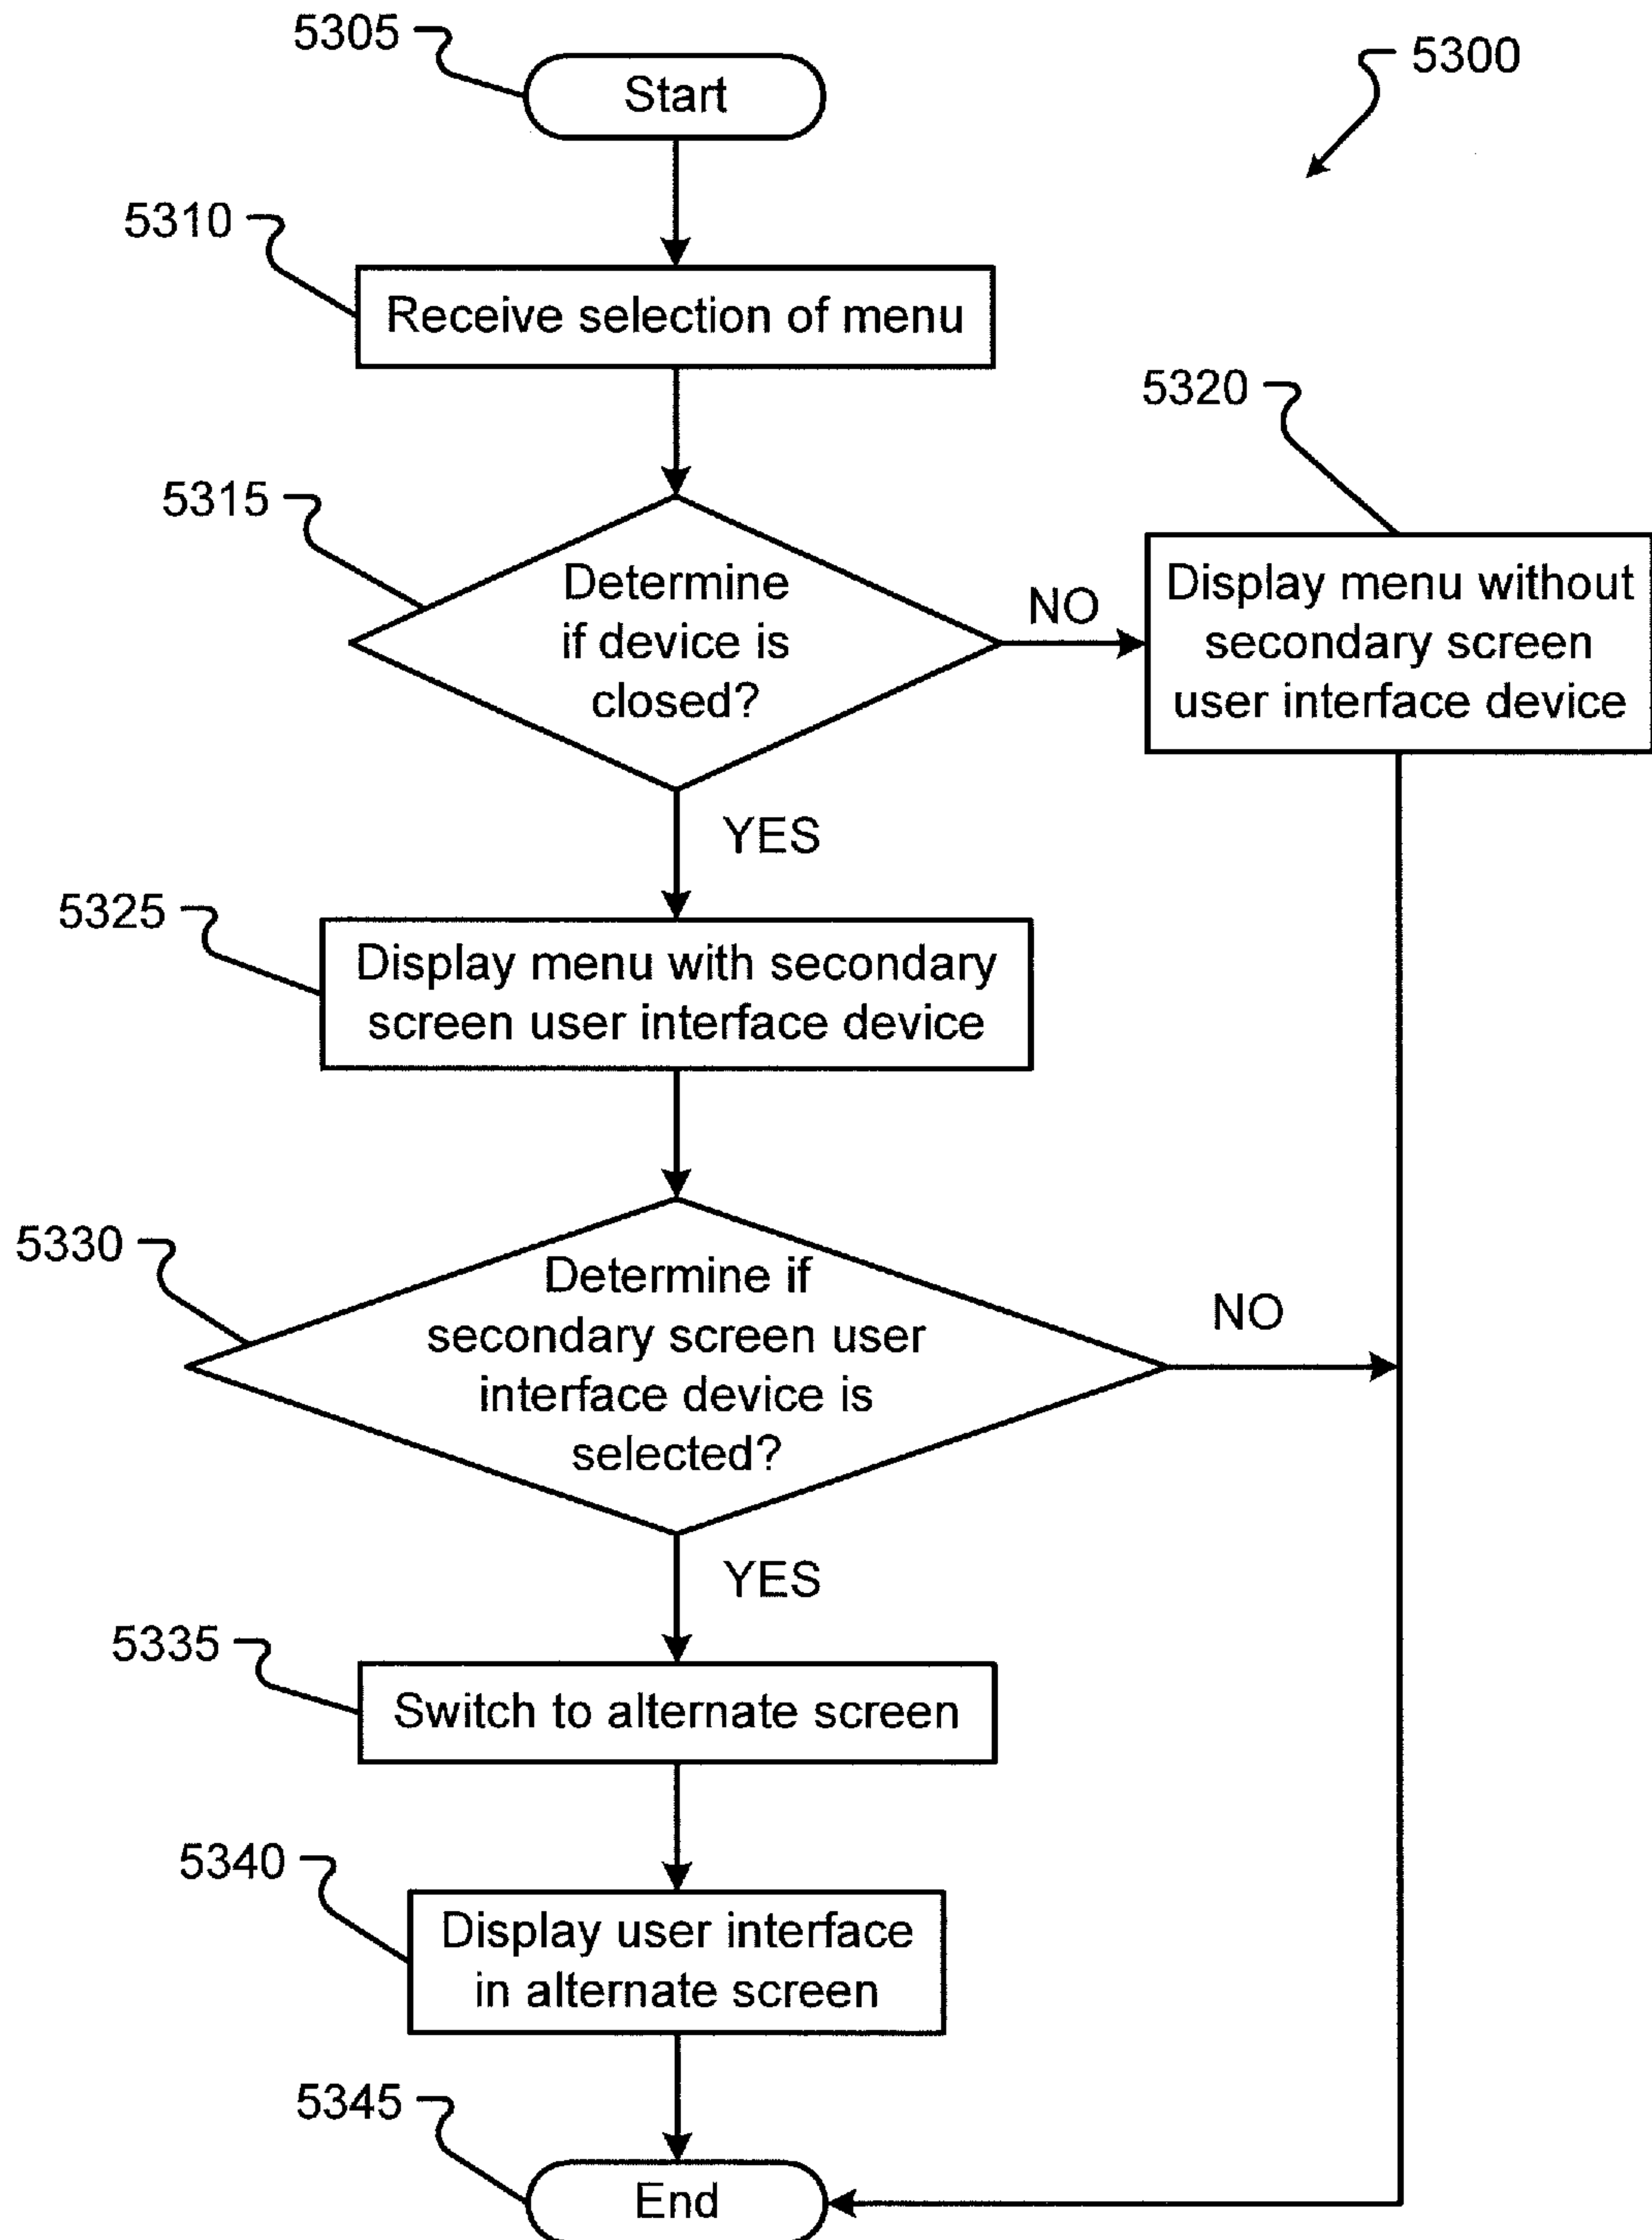 5305
Start
5300
5310
Receive selection of menu
5320
5315
Determine
if device is
closed?
NO
Display menu without
secondary screen
user interface device
YES
5325
Display menu with secondary
screen user interface device
5330
Determine if
secondary screen user
interface device is
selected?
NO
YES
5335
Switch to alternate screen
5340
Display user interface
in alternate screen
5345
End